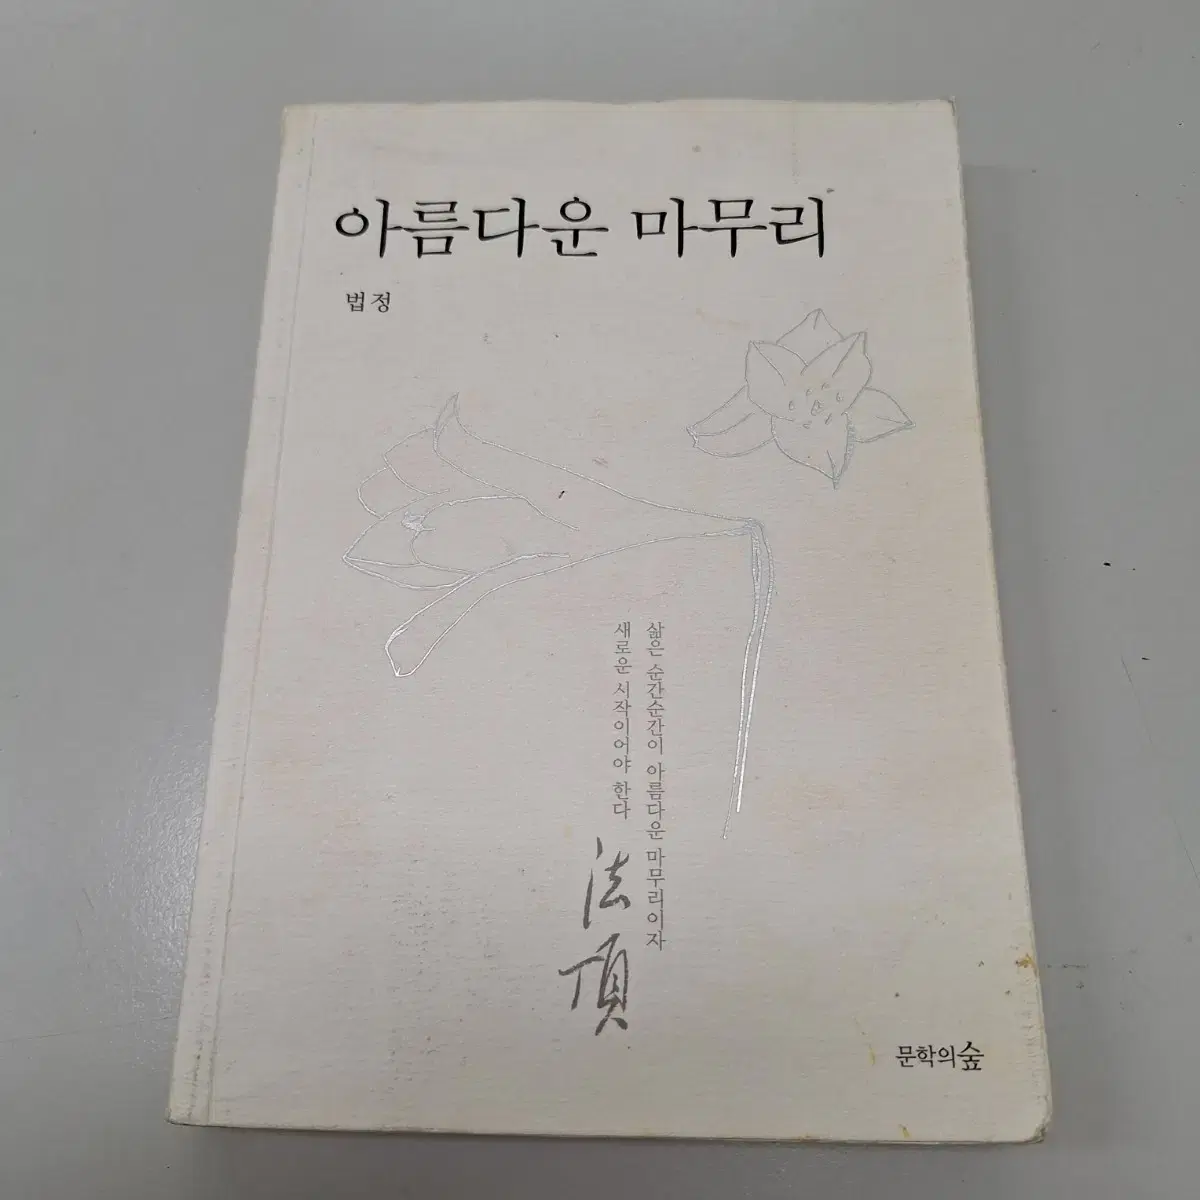 아름다운 마무리
법정
삶은 순간순간이 아름다운 마무리이자
새로운 시작이어야 한다
法頂
문학의숲